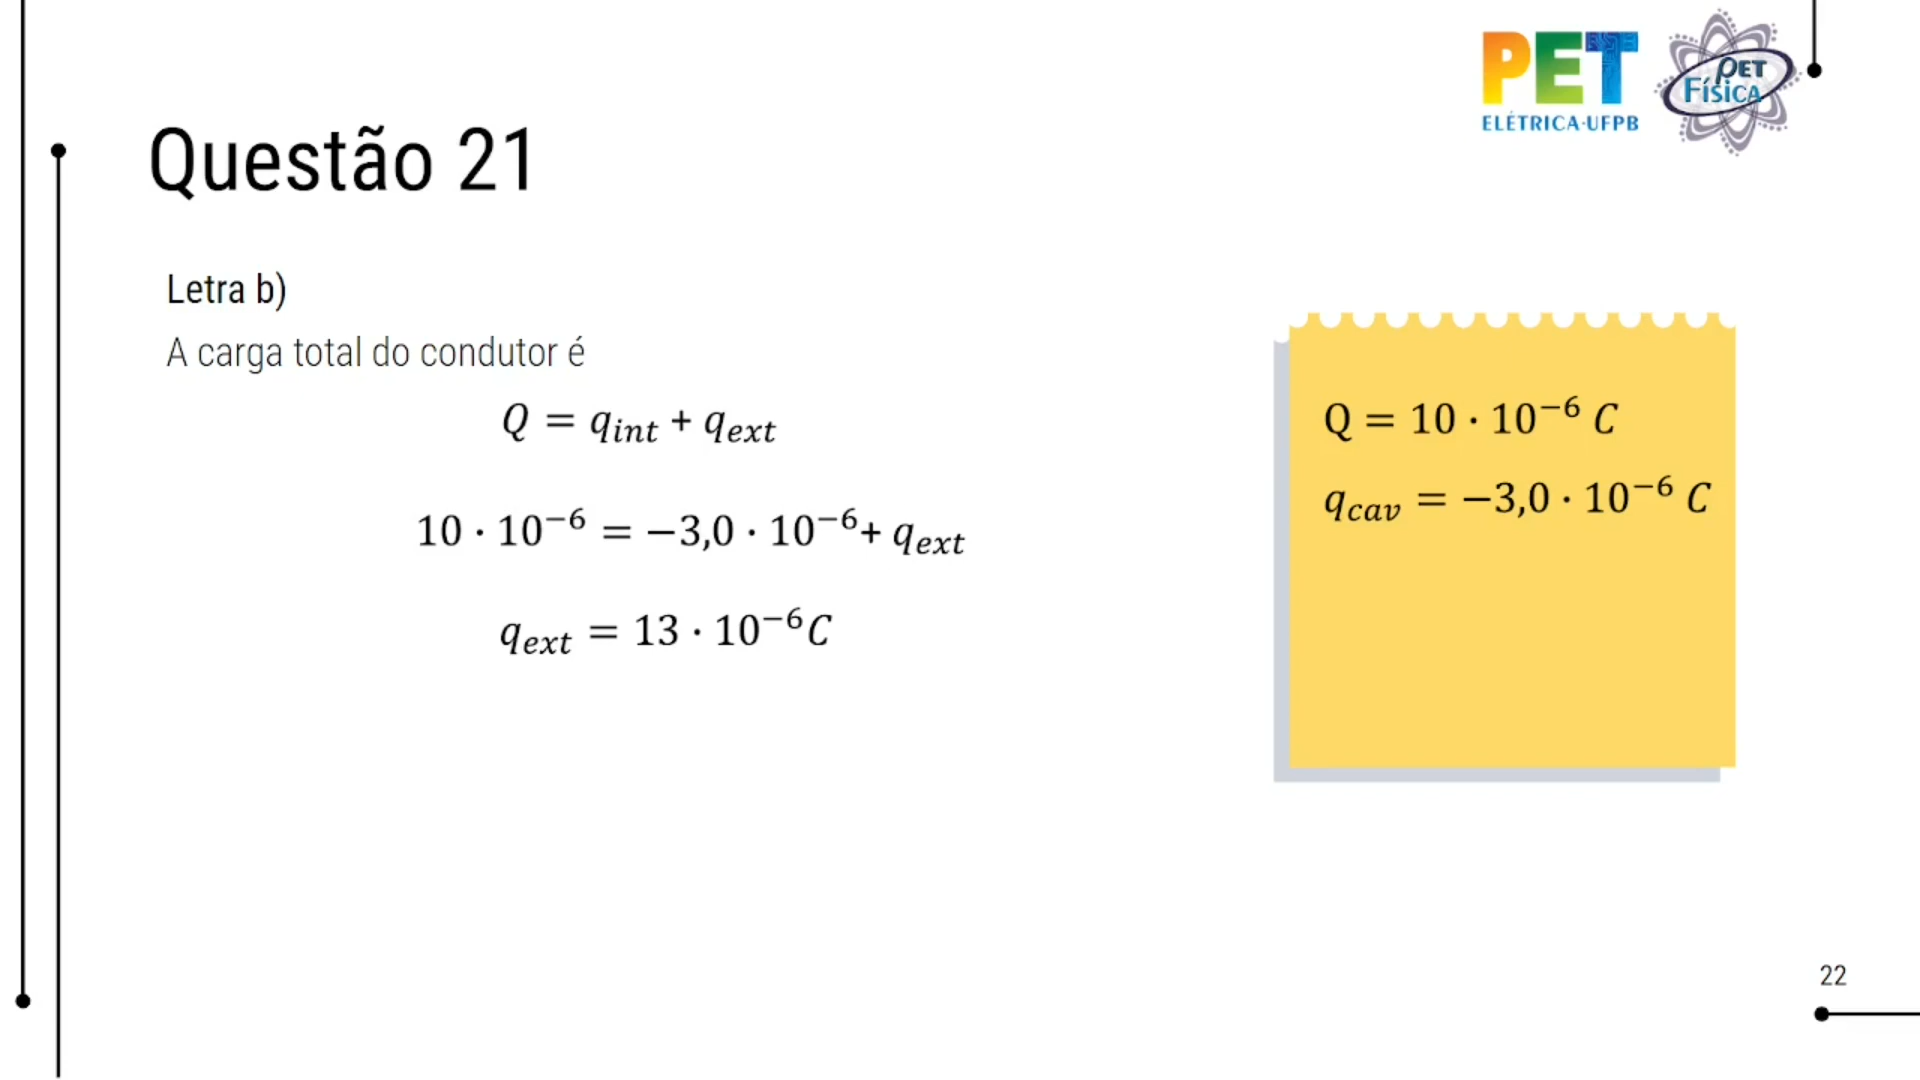 PET
ELÉTRICA·UFPB
PET
FÍSICA
Questão 21
Letra b)
A carga total do condutor é
Q = q_int + q_ext
10 · 10⁻⁶ = −3,0 · 10⁻⁶+ q_ext
q_ext = 13 · 10⁻⁶C
Q = 10 · 10⁻⁶ C
q_cav = −3,0 · 10⁻⁶ C
22